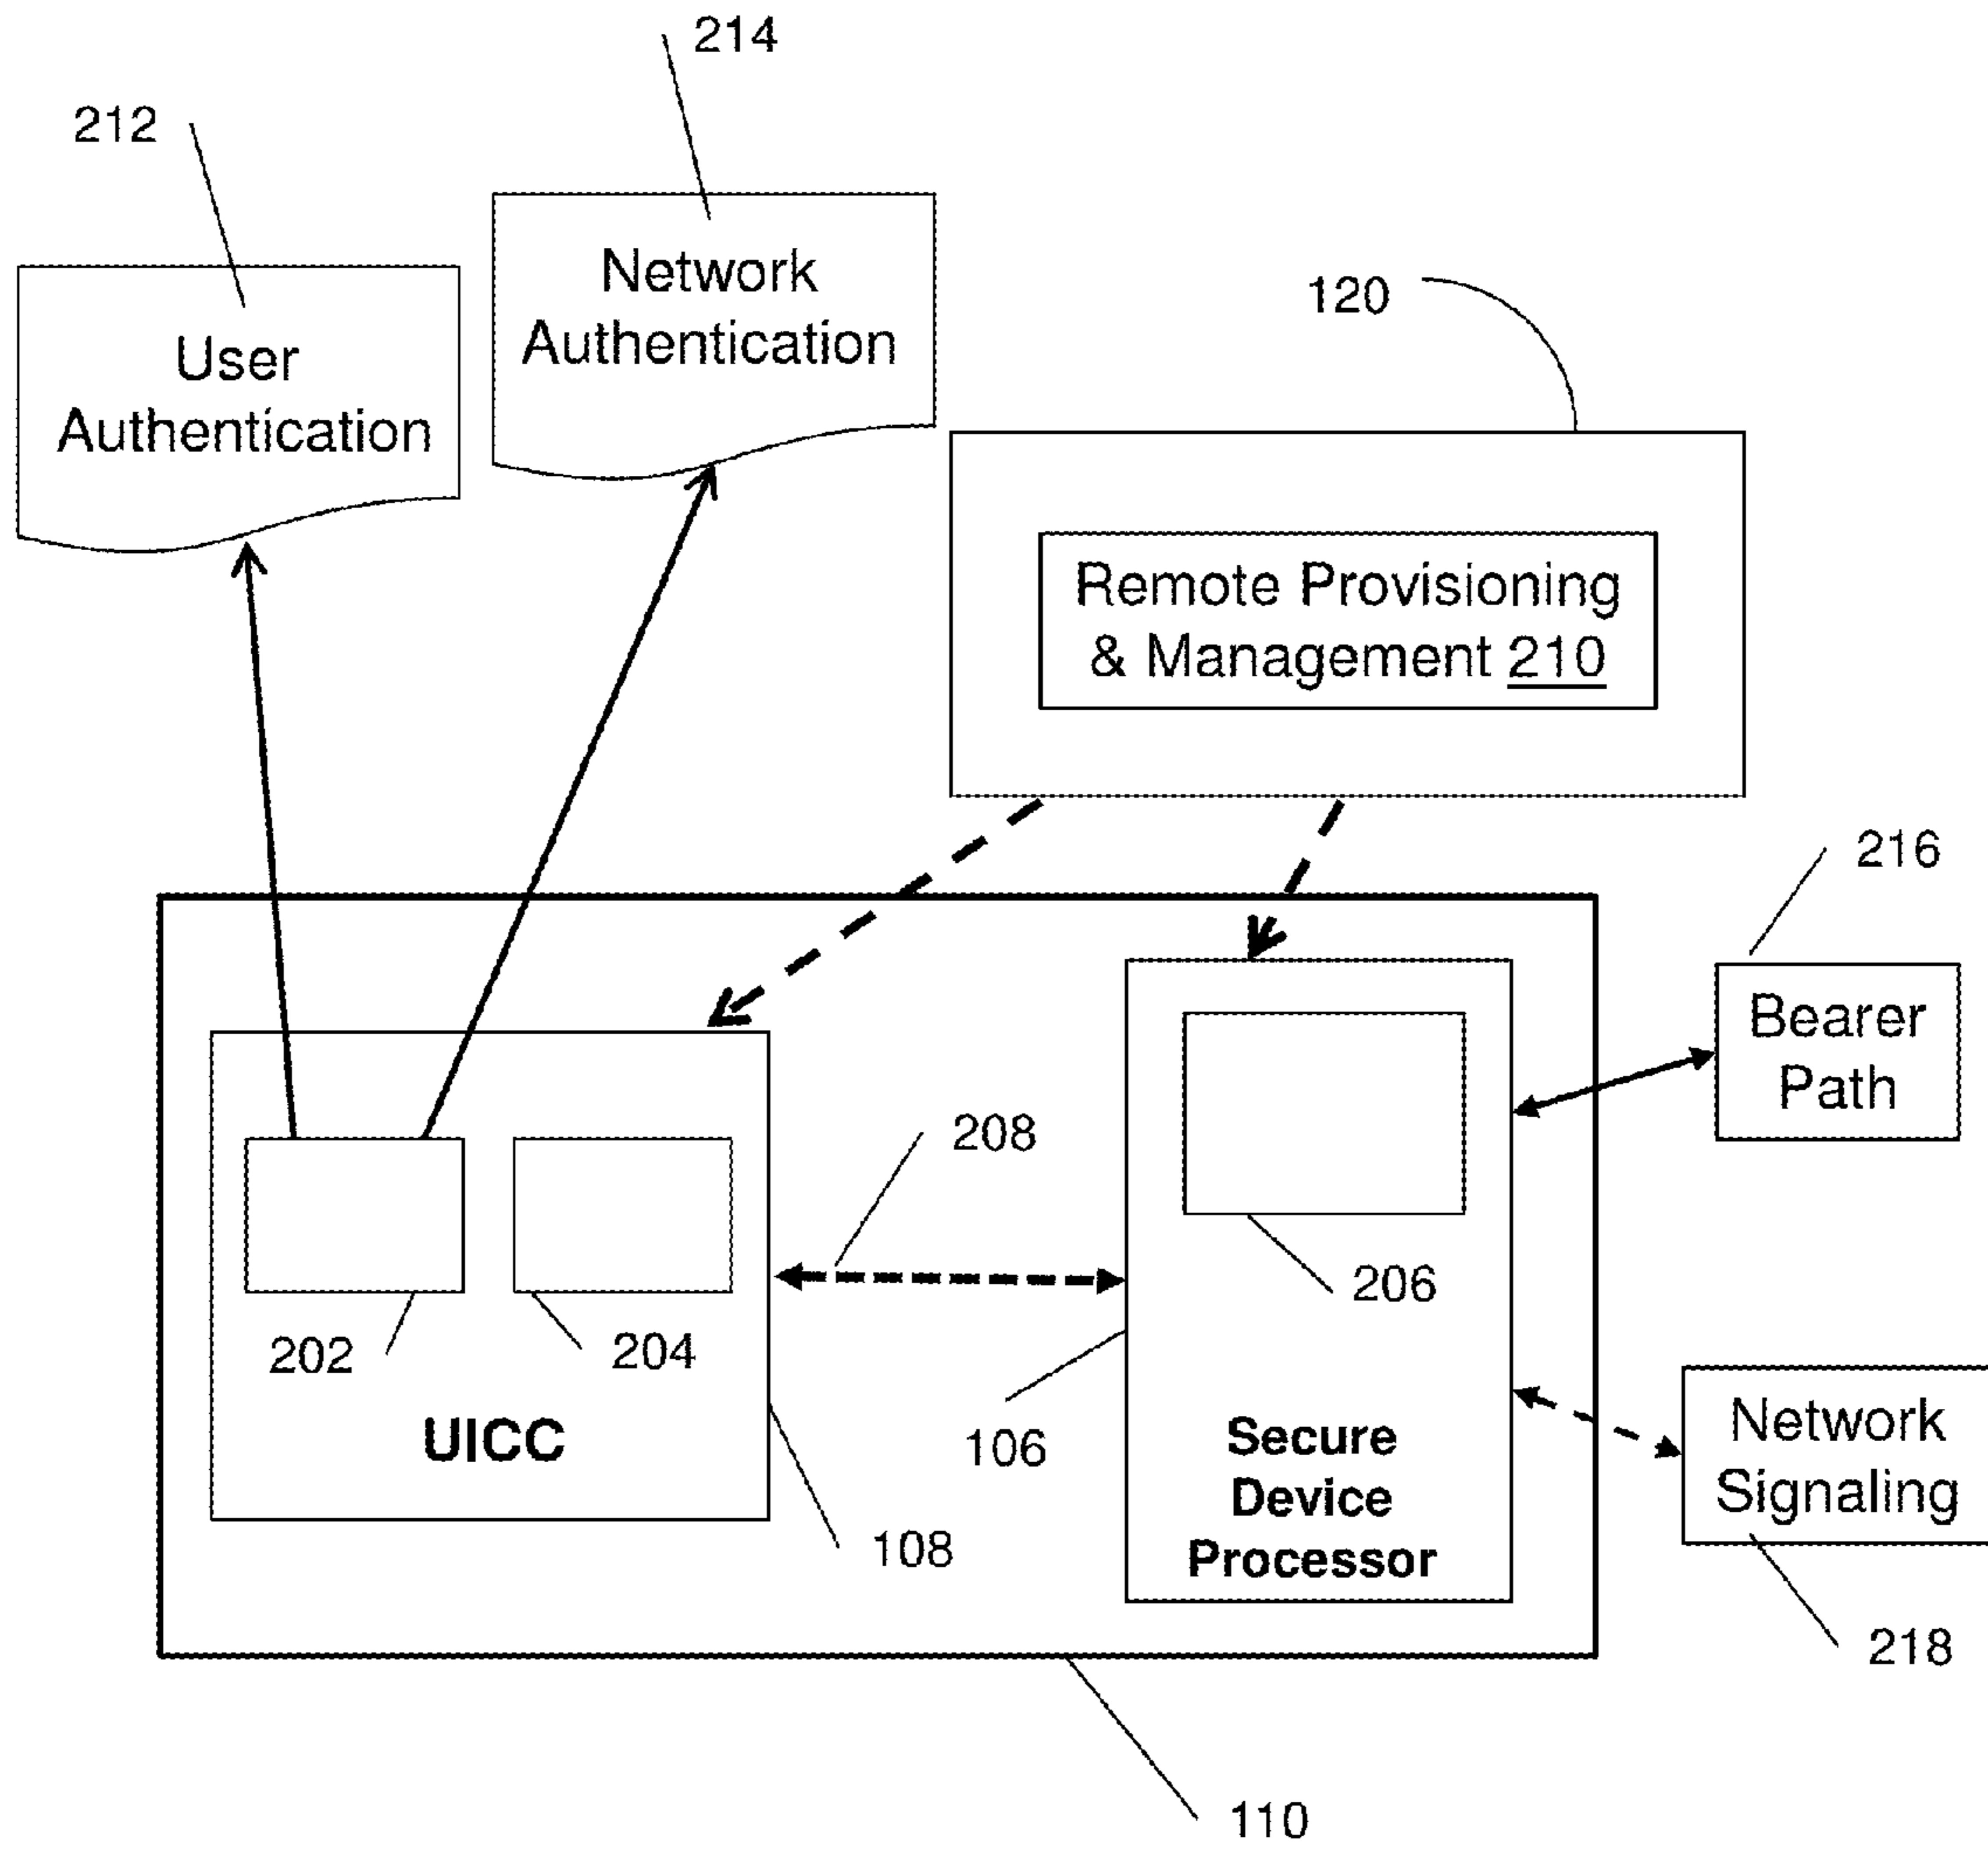 214
212
Network
Authentication
120
User
Authentication
Remote Provisioning
& Management 210
216
Bearer
Path
208
206
202
204
UICC
106
Secure
Device
Processor
Network
Signaling
108
218
110